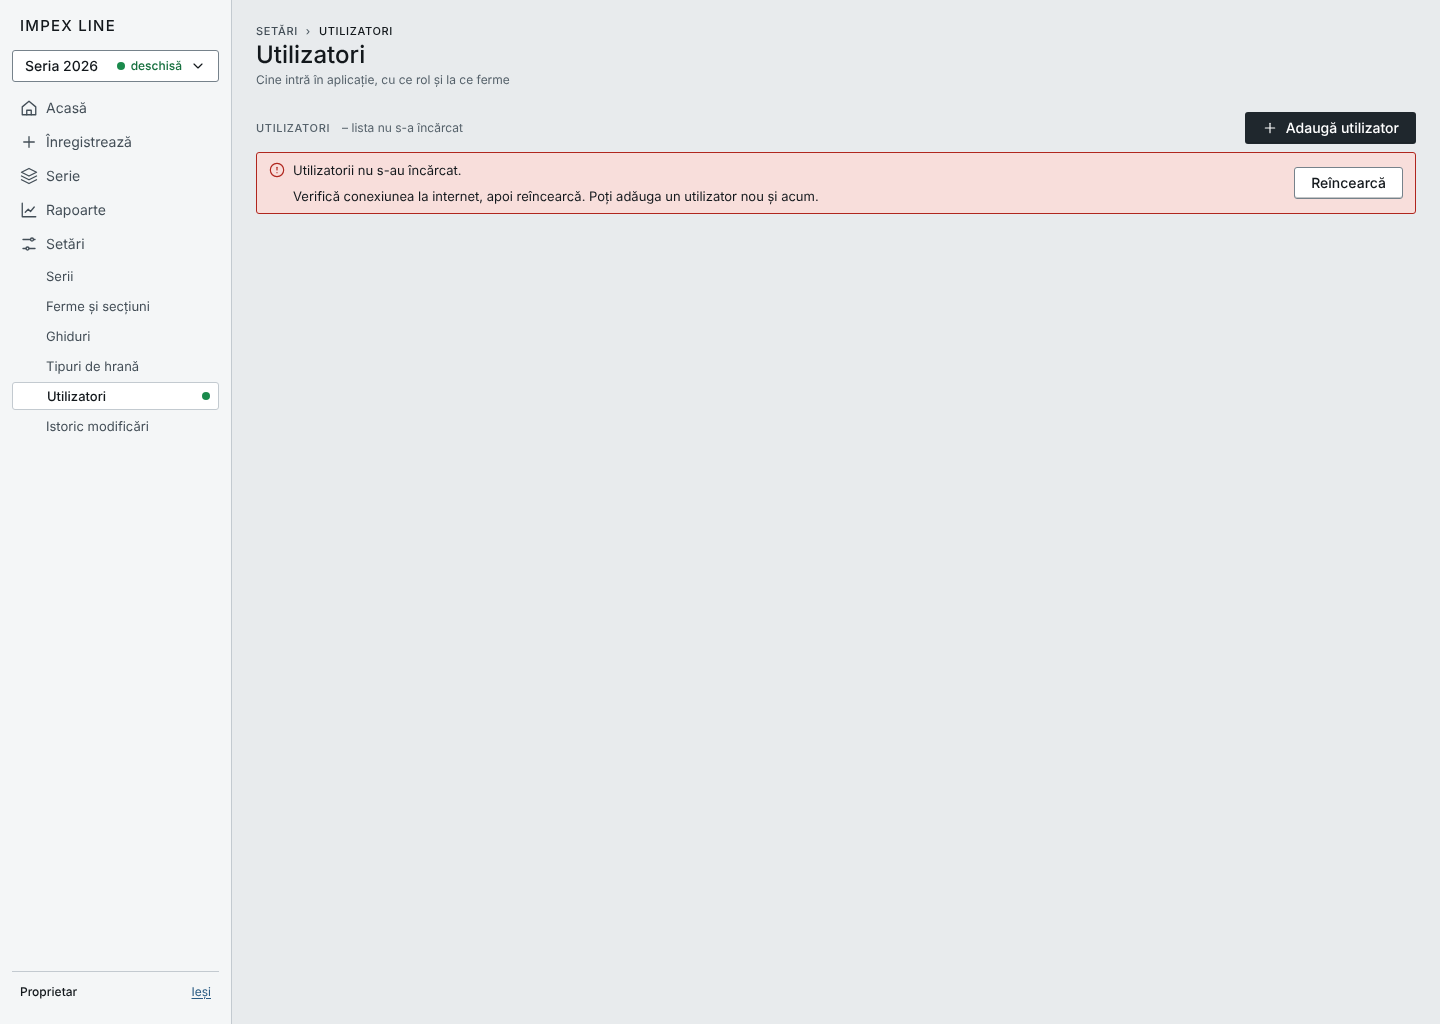 IMPEX LINE
Seria 2026 deschisă
Acasă
Înregistrează
Serie
Rapoarte
Setări
Serii
Ferme și secțiuni
Ghiduri
Tipuri de hrană
Utilizatori
Istoric modificări
Proprietar Ieși
SETĂRI › UTILIZATORI
Utilizatori
Cine intră în aplicație, cu ce rol și la ce ferme
UTILIZATORI – lista nu s-a încărcat
Adaugă utilizator
Utilizatorii nu s-au încărcat.
Verifică conexiunea la internet, apoi reîncearcă. Poți adăuga un utilizator nou și acum.
Reîncearcă